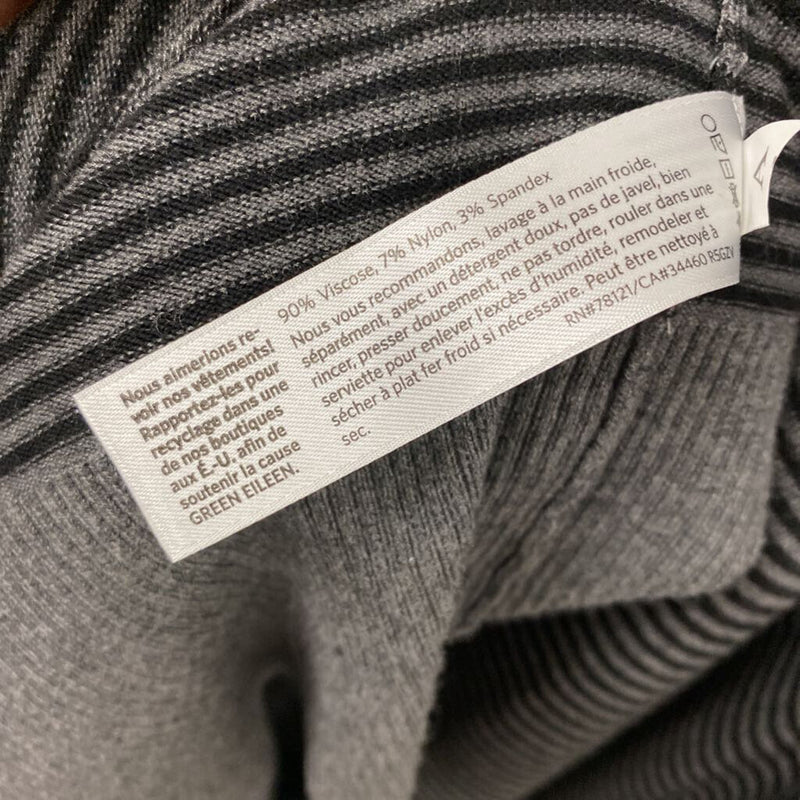 90% Viscose, 7% Nylon, 3% Spandex
Nous vous recommandons, lavage à la main froide,
séparément, avec un détergent doux, pas de javel, bien
rincer, presser doucement, ne pas tordre, rouler dans une
serviette pour enlever l'excès d'humidité, remodeler et
sécher à plat fer froid si nécessaire. Peut être nettoyé à
sec.
RN#78121/CA#34460 R5GZV
Nous aimerions re-
voir nos vêtements!
Rapportez-les pour
recyclage dans une
de nos boutiques
aux É.-U. afin de
soutenir la cause
GREEN EILEEN.